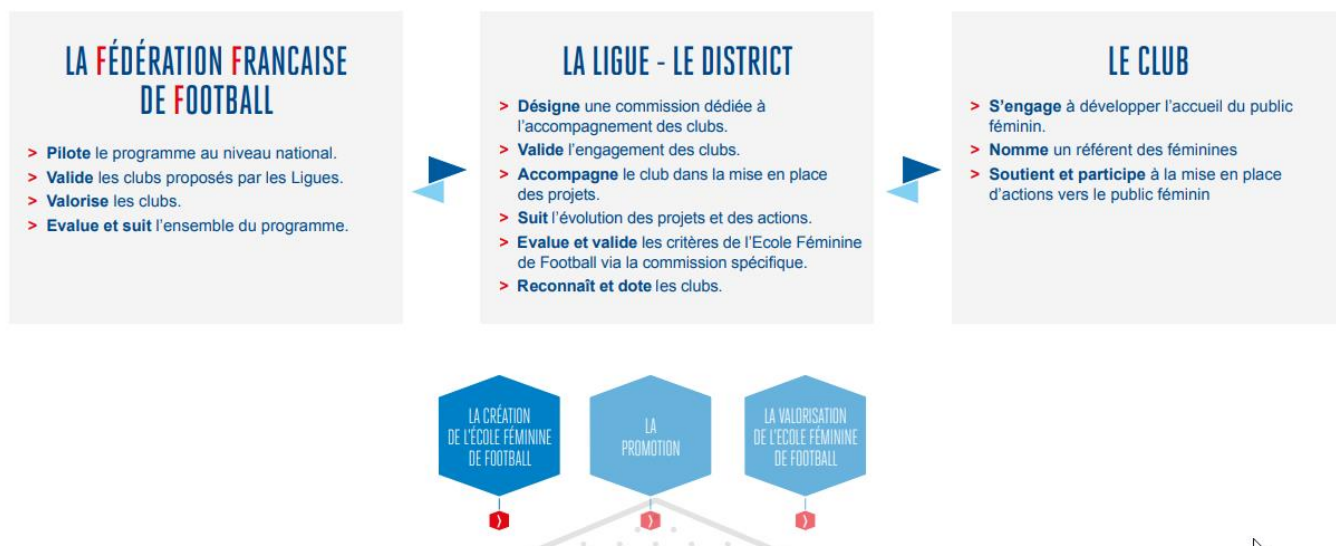 LA FÉDÉRATION FRANCAISE
DE FOOTBALL
> Pilote le programme au niveau national.
> Valide les clubs proposés par les Ligues.
> Valorise les clubs.
> Evalue et suit l'ensemble du programme.
LA LIGUE - LE DISTRICT
> Désigne une commission dédiée à
l'accompagnement des clubs.
> Valide l'engagement des clubs.
> Accompagne le club dans la mise en place
des projets.
> Suit l'évolution des projets et des actions.
> Evalue et valide les critères de l'Ecole Féminine
de Football via la commission spécifique.
> Reconnaît et dote les clubs.
LE CLUB
> S'engage à développer l'accueil du public
féminin.
> Nomme un référent des féminines
> Soutient et participe à la mise en place
d'actions vers le public féminin
LA CRÉATION
DE L'ÉCOLE FÉMININE
DE FOOTBALL
LA
PROMOTION
LA VALORISATION
DE L'ECOLE FÉMININE
DE FOOTBALL